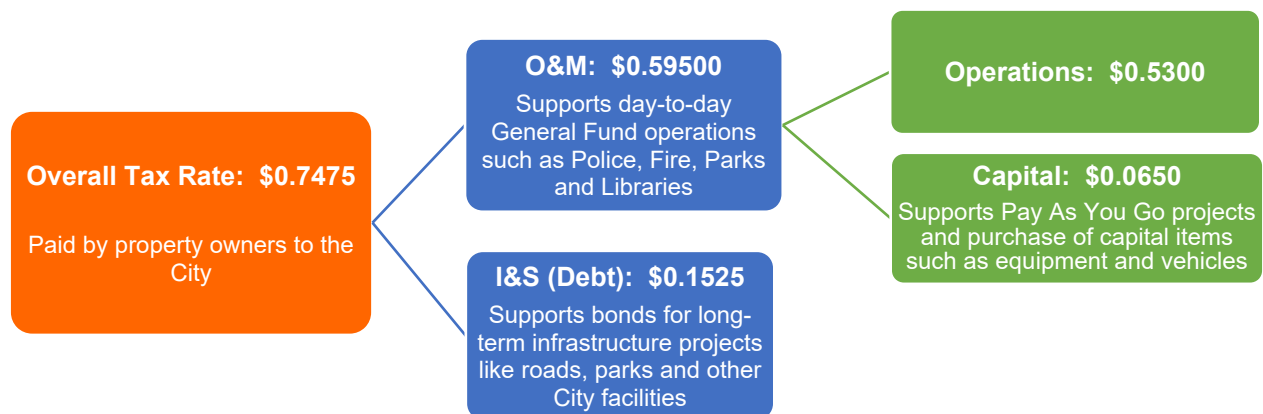 Overall Tax Rate:  $0.7475
Paid by property owners to the
City
O&M:  $0.59500
Supports day-to-day
General Fund operations
such as Police, Fire, Parks
and Libraries
I&S (Debt):  $0.1525
Supports bonds for long-
term infrastructure projects
like roads, parks and other
City facilities
Operations:  $0.5300
Capital:  $0.0650
Supports Pay As You Go projects
and purchase of capital items
such as equipment and vehicles